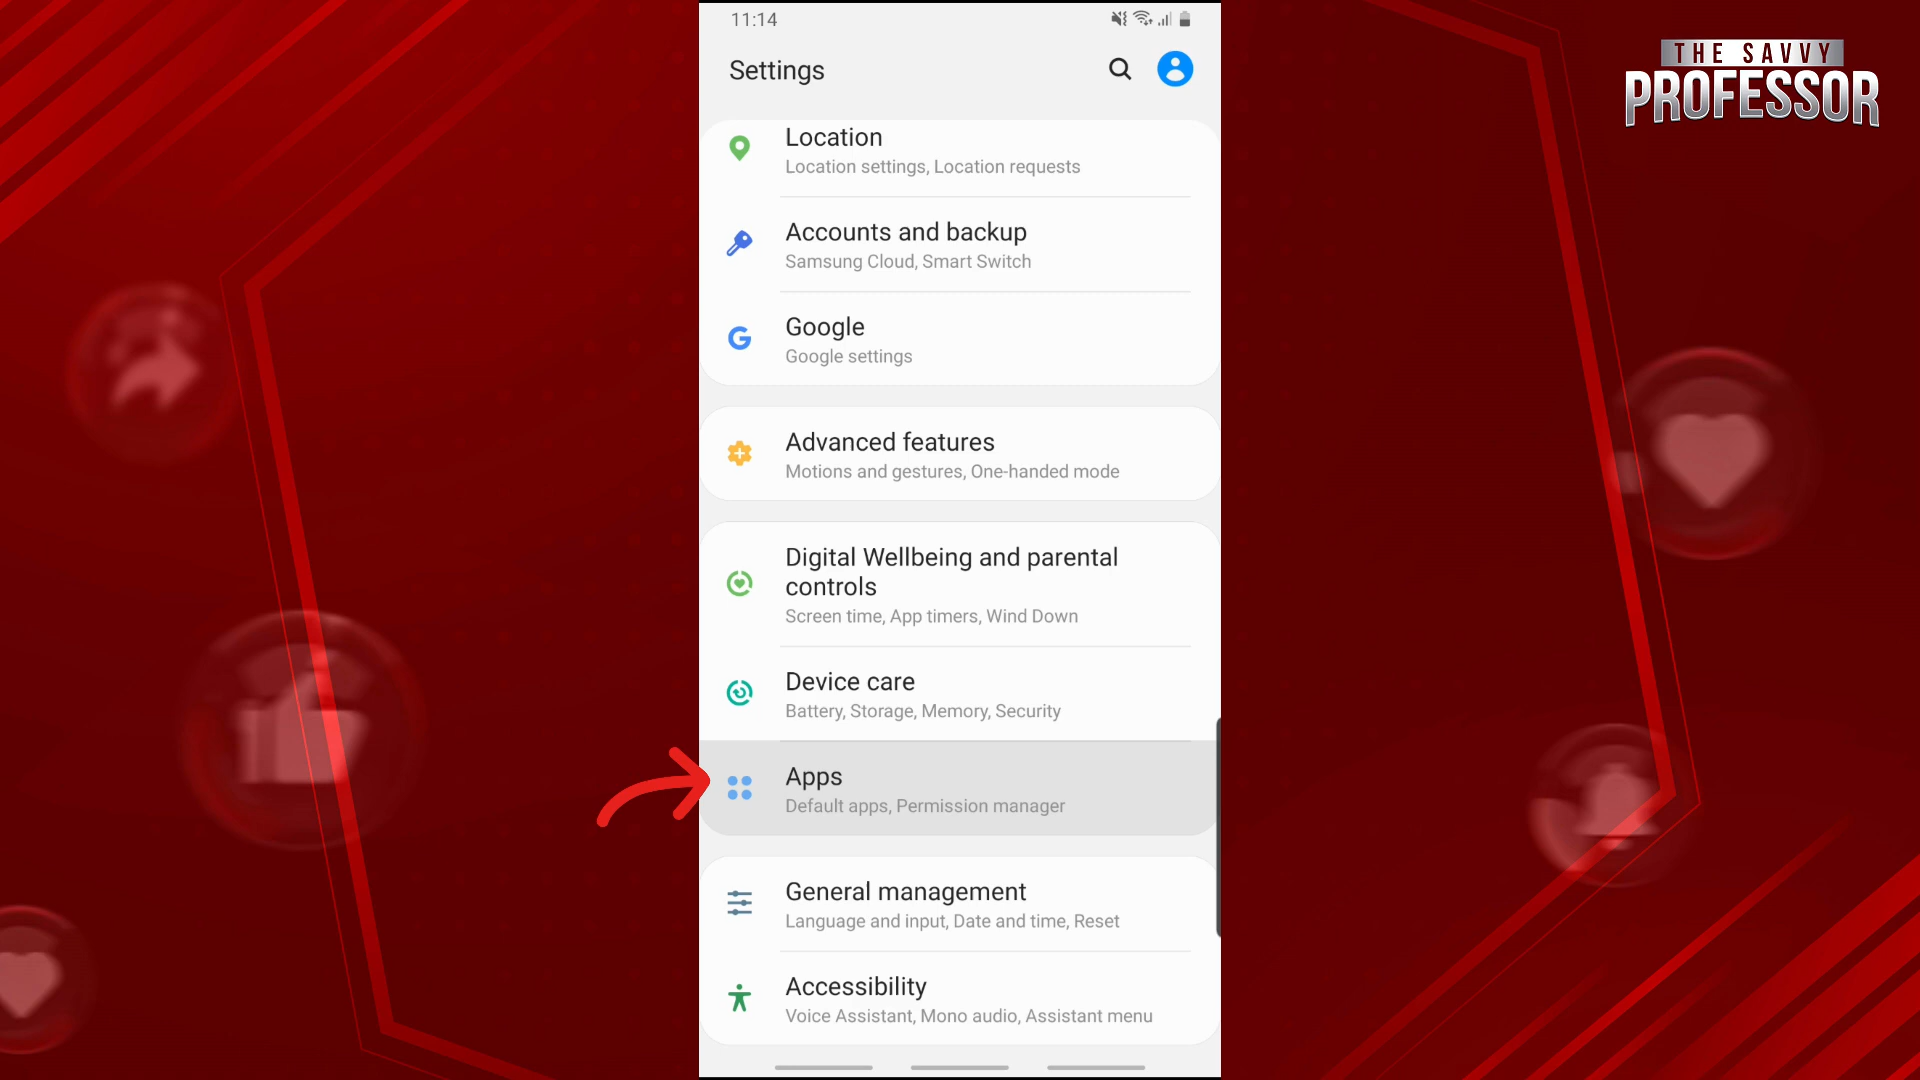 11:14
Settings
THE SAVVY
PROFESSOR
Location
Location settings, Location requests
Accounts and backup
Samsung Cloud, Smart Switch
Google
Google settings
Advanced features
Motions and gestures, One-handed mode
Digital Wellbeing and parental
controls
Screen time, App timers, Wind Down
Device care
Battery, Storage, Memory, Security
Apps
Default apps, Permission manager
General management
Language and input, Date and time, Reset
Accessibility
Voice Assistant, Mono audio, Assistant menu